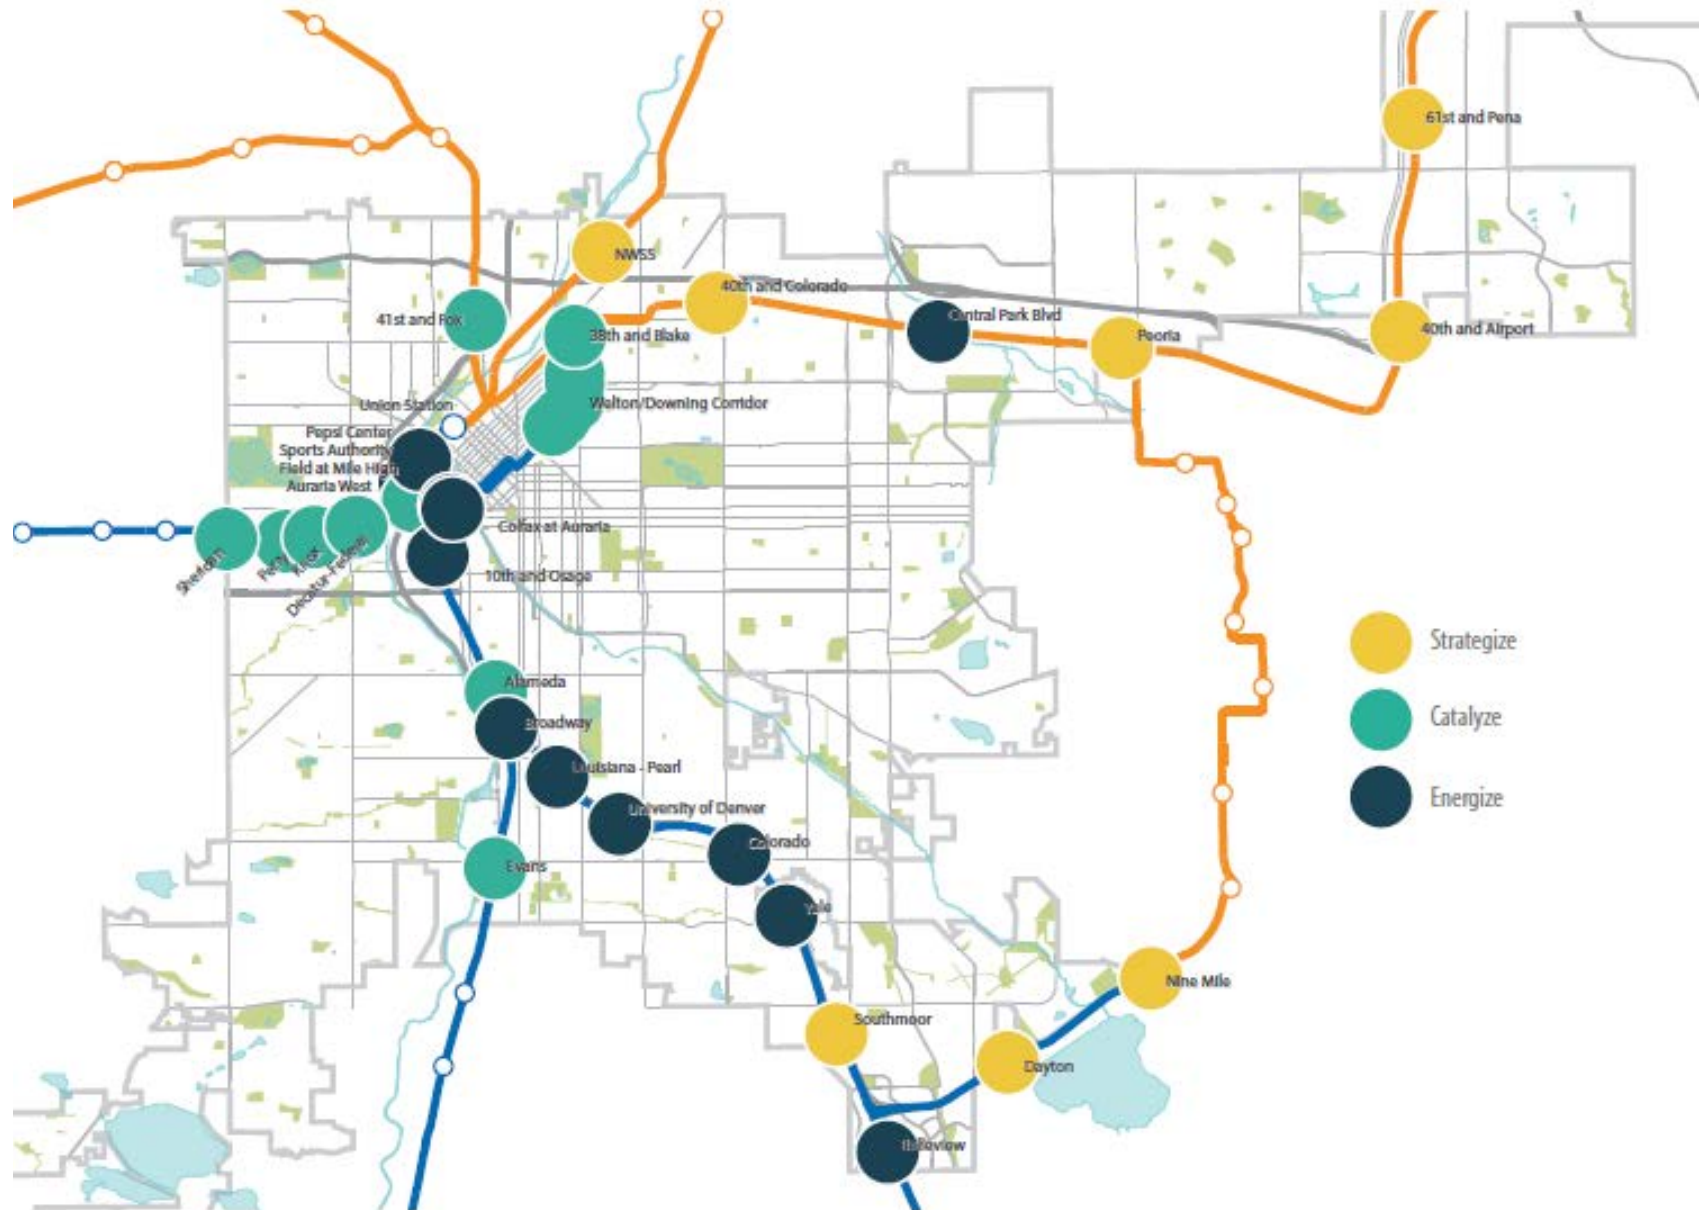 61st and Pena
NWSS
40th and Colorado
Central Park Blvd
41st and Fox
38th and Blake
Peoria
40th and Airport
Union Station
Welton/Downing Corridor
Pepsi Center
Sports Authority
Field at Mile High
Auraria West
Colfax at Auraria
Sheridan
Perry
Knox
Decatur-Federal
10th and Osage
Strategize
Alameda
Broadway
Catalyze
Louisiana - Pearl
Energize
University of Denver
Colorado
Evans
Yale
Nine Mile
Southmoor
Dayton
Belleview